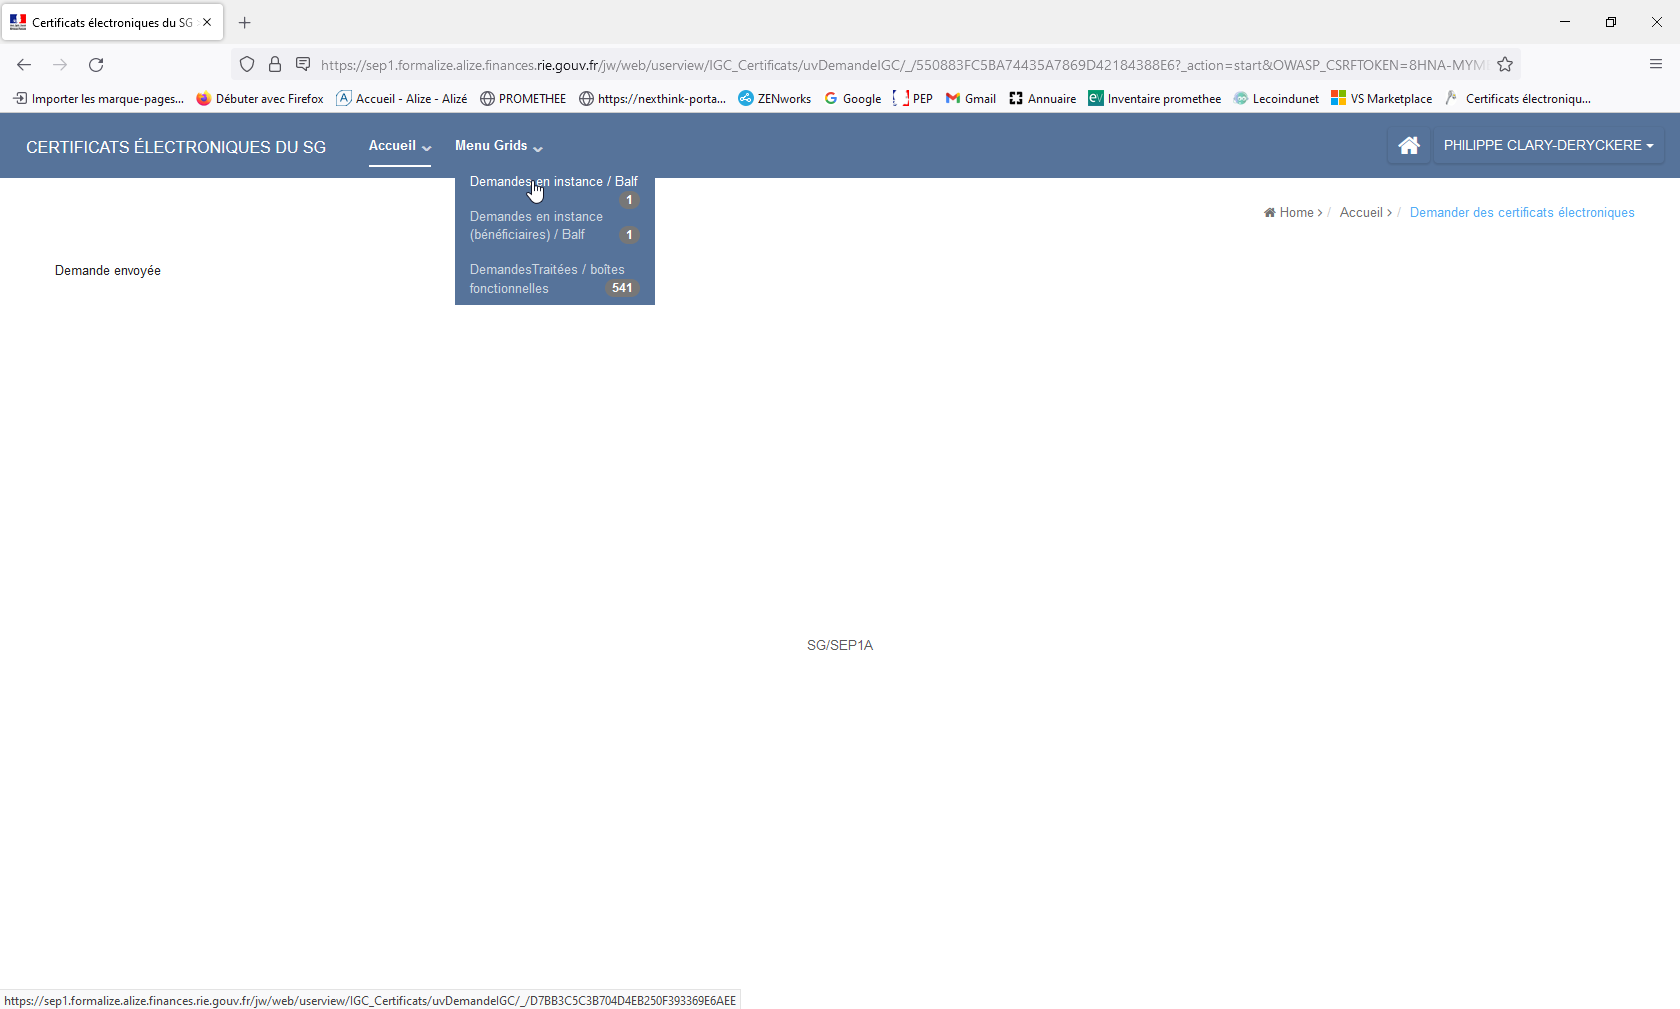 Certificats électroniques du SG
https://sep1.formalize.alize.finances.rie.gouv.fr/jw/web/userview/IGC_Certificats/uvDemandeIGC/_/550883FC5BA74435A7869D42184388E6?_action=start&OWASP_CSRFTOKEN=8HNA-MYM
Importer les marque-pages... Débuter avec Firefox Accueil - Alize - Alizé PROMETHEE https://nexthink-porta... ZENworks Google PEP Gmail Annuaire Inventaire promethee Lecoindunet VS Marketplace Certificats électroniqu...
CERTIFICATS ÉLECTRONIQUES DU SG Accueil Menu Grids PHILIPPE CLARY-DERYCKERE
Demandes en instance / Balf
1
Demandes en instance
(bénéficiaires) / Balf 1
DemandesTraitées / boîtes
fonctionnelles 541
Home > / Accueil > / Demander des certificats électroniques
Demande envoyée
SG/SEP1A
https://sep1.formalize.alize.finances.rie.gouv.fr/jw/web/userview/IGC_Certificats/uvDemandeIGC/_/D7BB3C5C3B704D4EB250F393369E6AEE